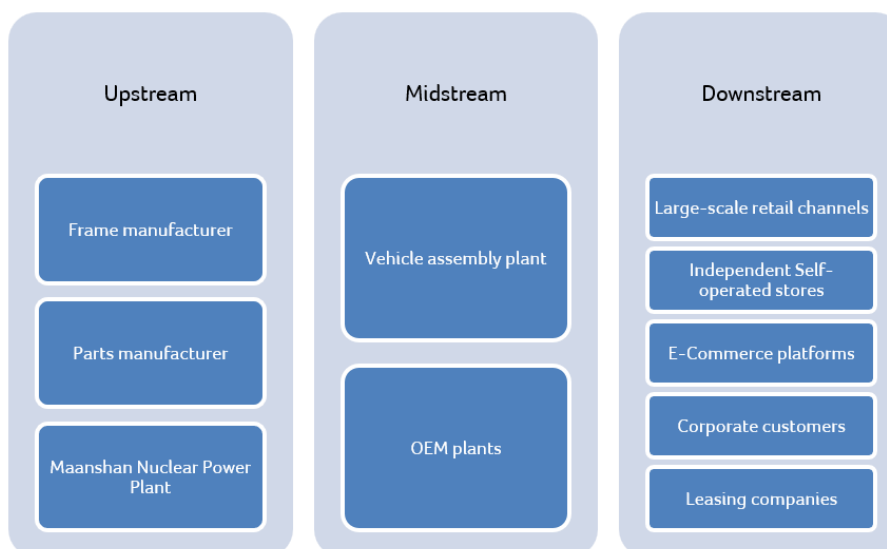 Upstream
Frame manufacturer
Parts manufacturer
Maanshan Nuclear Power
Plant
Midstream
Vehicle assembly plant
OEM plants
Downstream
Large-scale retail channels
Independent Self-
operated stores
E-Commerce platforms
Corporate customers
Leasing companies